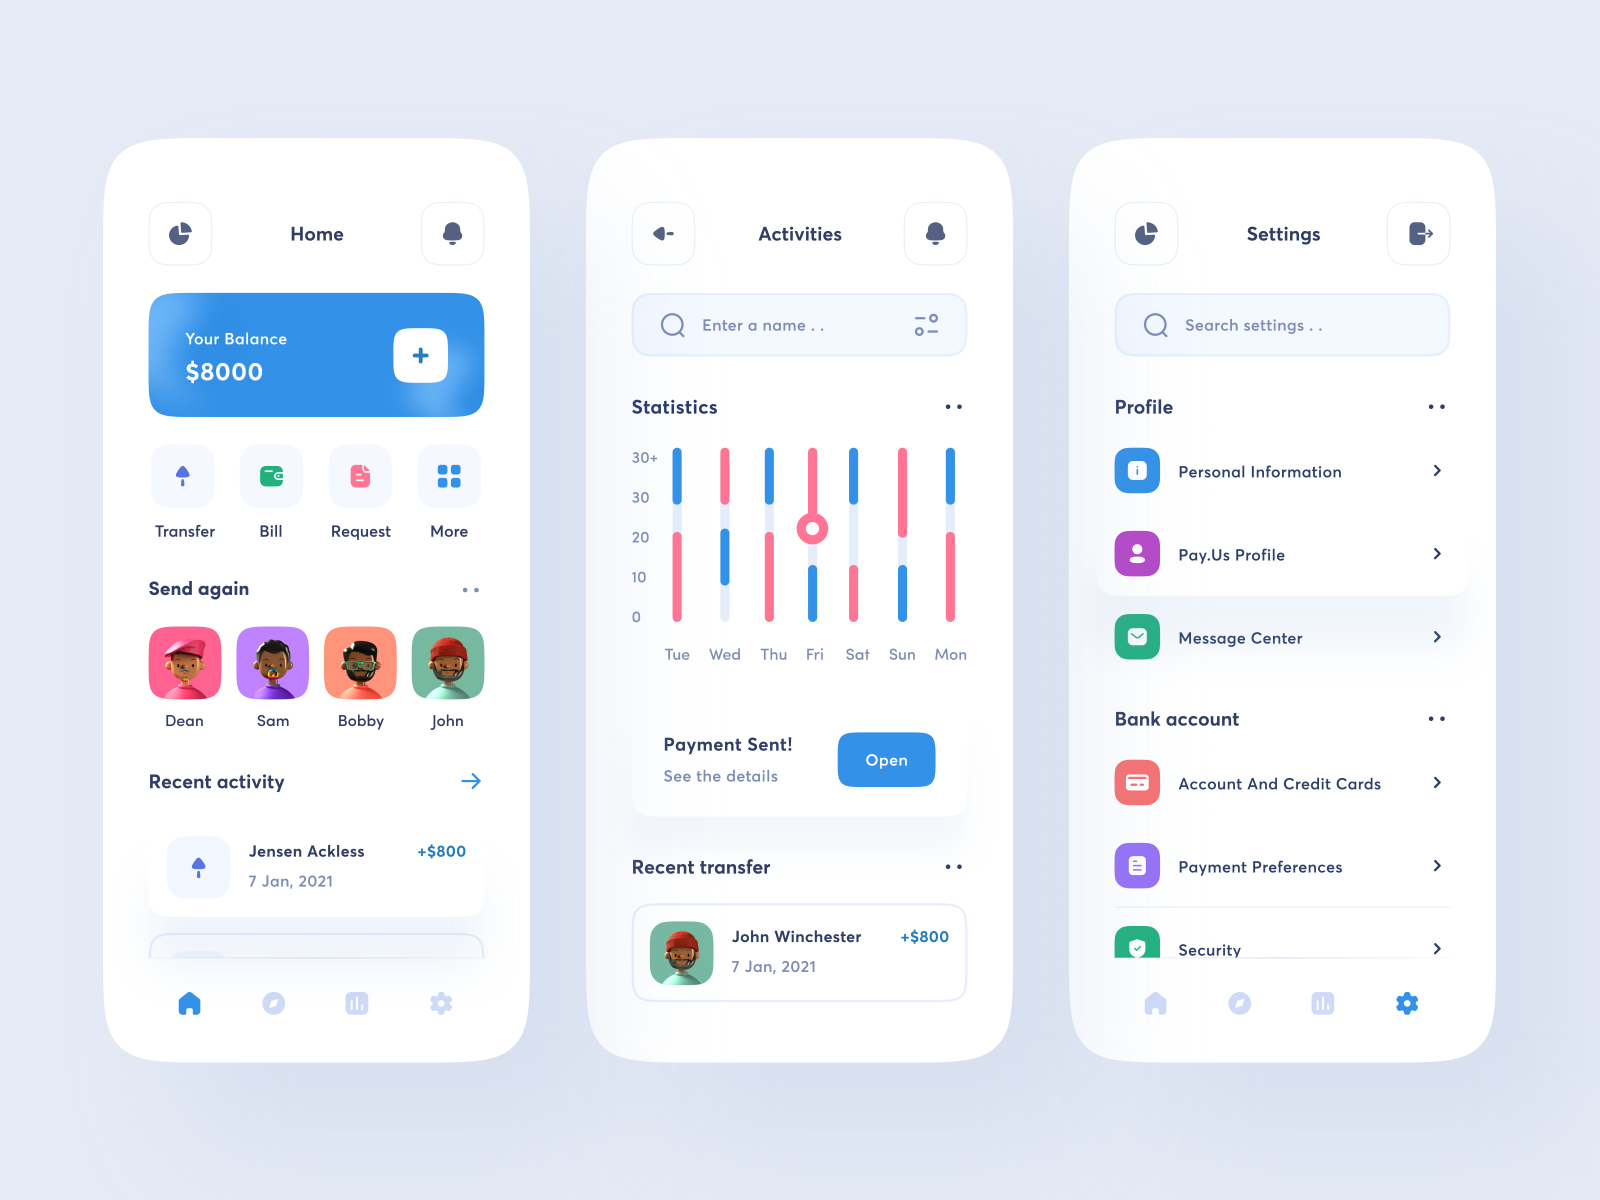 Home
Your Balance
$8000
Transfer Bill Request More
Send again
Dean Sam Bobby John
Recent activity
Jensen Ackless +$800
7 Jan, 2021
Activities
Enter a name . .
Statistics
30+
30
20
10
0
Tue Wed Thu Fri Sat Sun Mon
Payment Sent!
See the details
Open
Recent transfer
John Winchester +$800
7 Jan, 2021
Settings
Search settings . .
Profile
Personal Information
Pay.Us Profile
Message Center
Bank account
Account And Credit Cards
Payment Preferences
Security